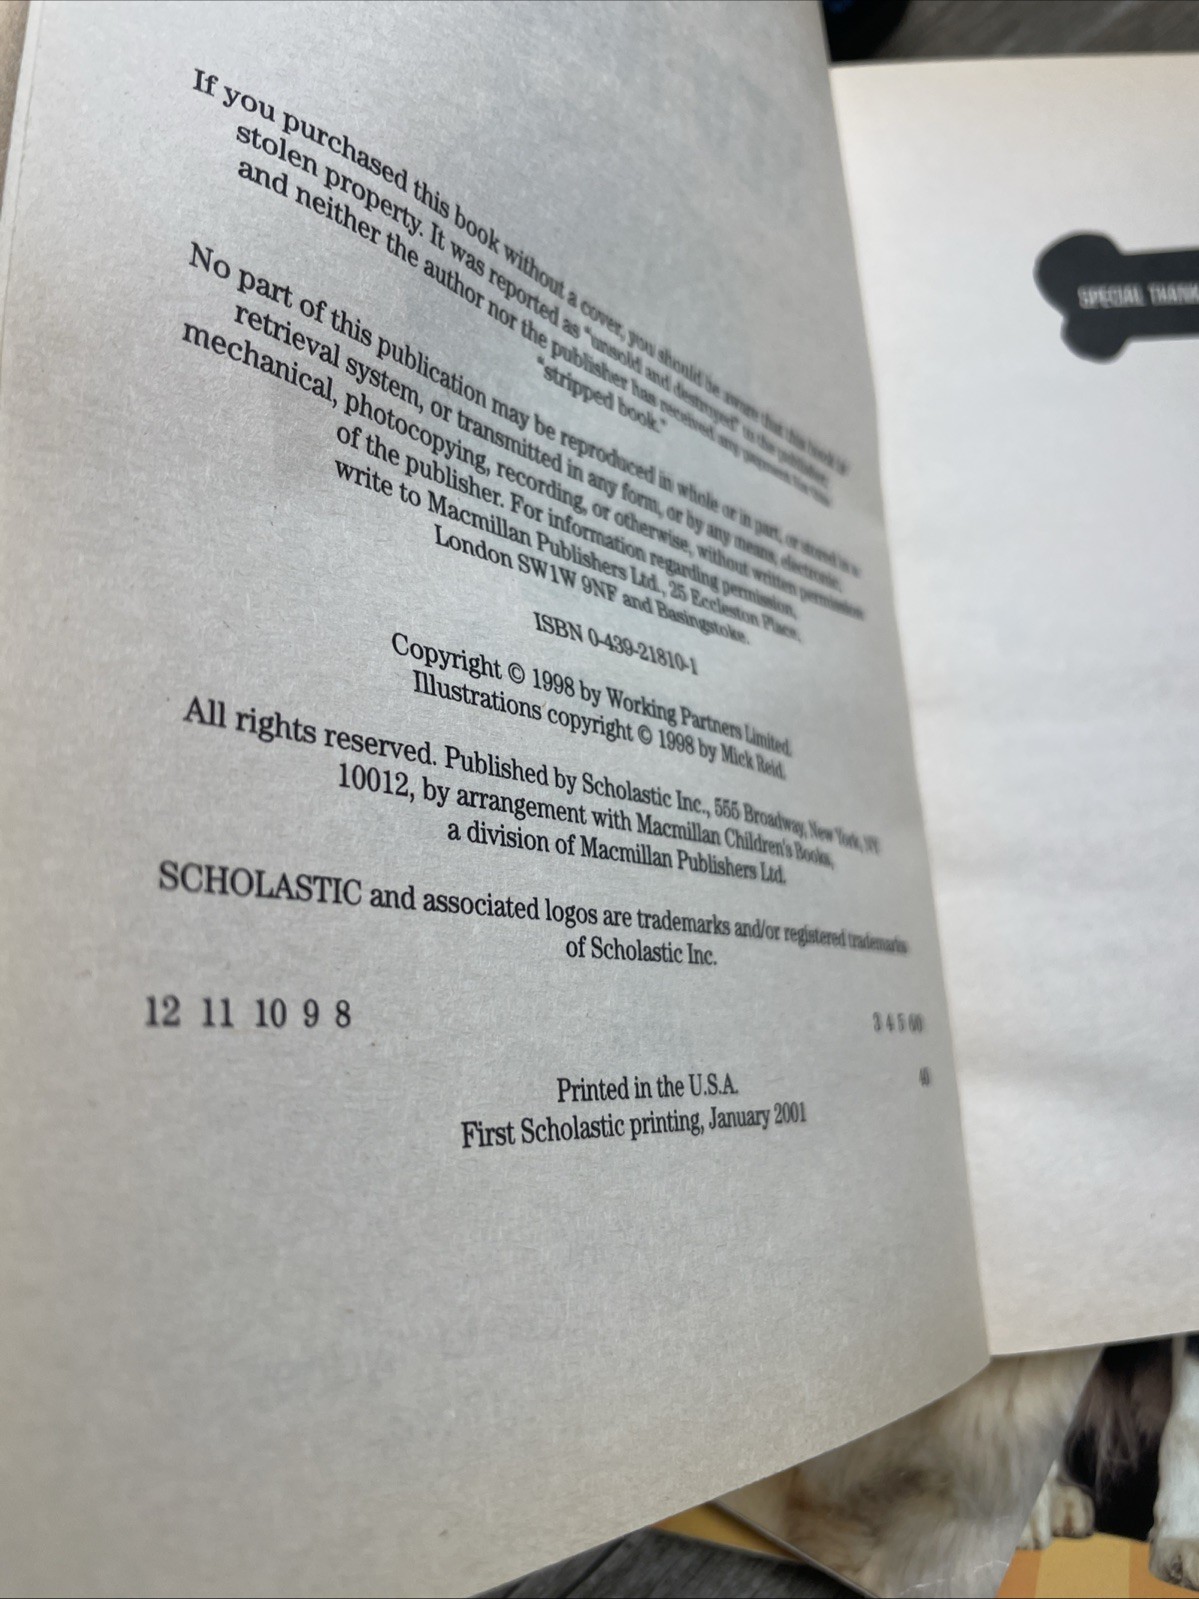 If you purchased this book without a cover, you should be aware that this book is
stolen property. It was reported as "unsold and destroyed" to the publisher,
and neither the author nor the publisher has received any payment for this
"stripped book."
No part of this publication may be reproduced in whole or in part, or stored in a
retrieval system, or transmitted in any form, or by any means, electronic,
mechanical, photocopying, recording, or otherwise, without written permission
of the publisher. For information regarding permission,
write to Macmillan Publishers Ltd., 25 Eccleston Place,
London SW1W 9NF and Basingstoke.
ISBN 0-439-21810-1
Copyright © 1998 by Working Partners Limited.
Illustrations copyright © 1998 by Mick Reid.
All rights reserved. Published by Scholastic Inc., 555 Broadway, New York, NY
10012, by arrangement with Macmillan Children's Books,
a division of Macmillan Publishers Ltd.
SCHOLASTIC and associated logos are trademarks and/or registered trademarks
of Scholastic Inc.
12 11 10 9 8 3 4 5 6/0
40
Printed in the U.S.A.
First Scholastic printing, January 2001
SPECIAL THANK